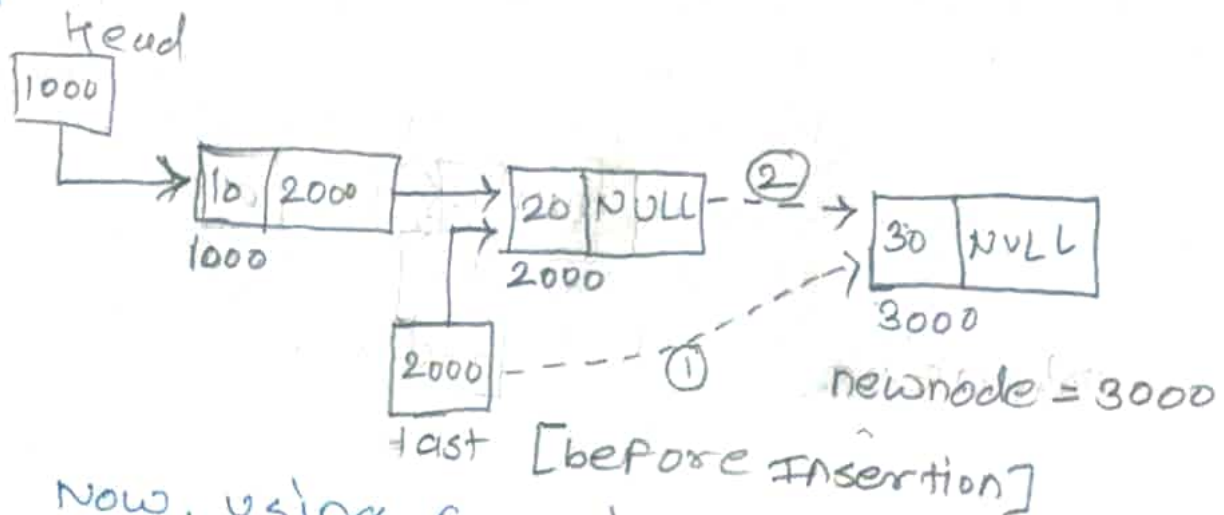 Head
1000
10 2000
1000
20 NULL
2000
②
30 NULL
3000
2000
①
last
newnode = 3000
[before Insertion]
Now, using